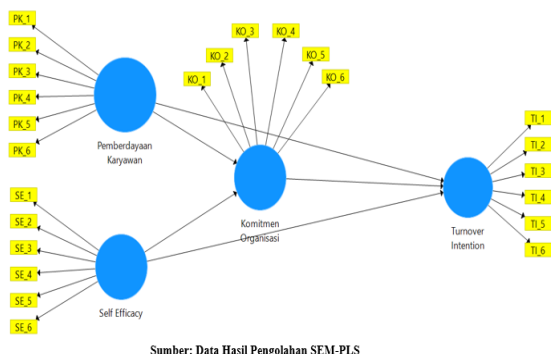 PK_1
PK_2
PK_3
PK_4
PK_5
PK_6
Pemberdayaan
Karyawan
KO_1
KO_2
KO_3
KO_4
KO_5
KO_6
Komitmen
Organisasi
SE_1
SE_2
SE_3
SE_4
SE_5
SE_6
Self Efficacy
TI_1
TI_2
TI_3
TI_4
TI_5
TI_6
Turnover
Intention
Sumber: Data Hasil Pengolahan SEM-PLS